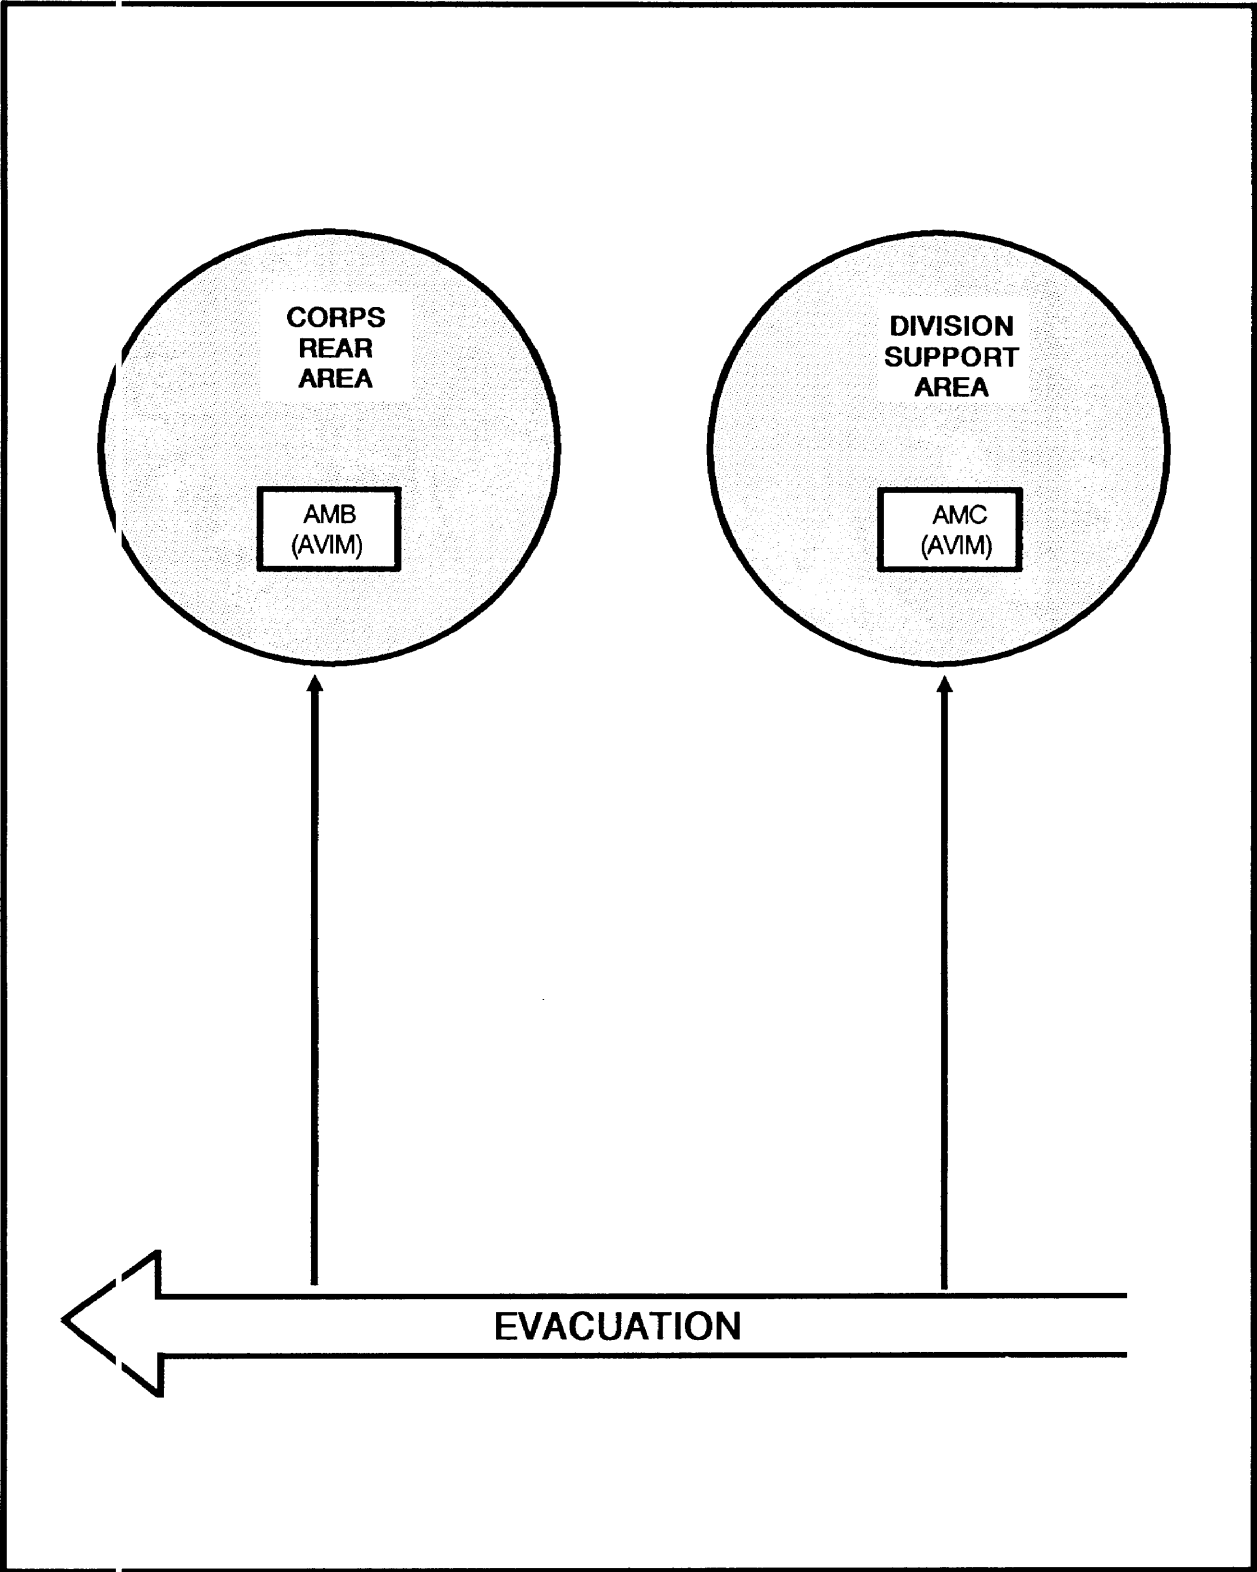 CORPS
REAR
AREA
AMB
(AVIM)
DIVISION
SUPPORT
AREA
AMC
(AVIM)
EVACUATION